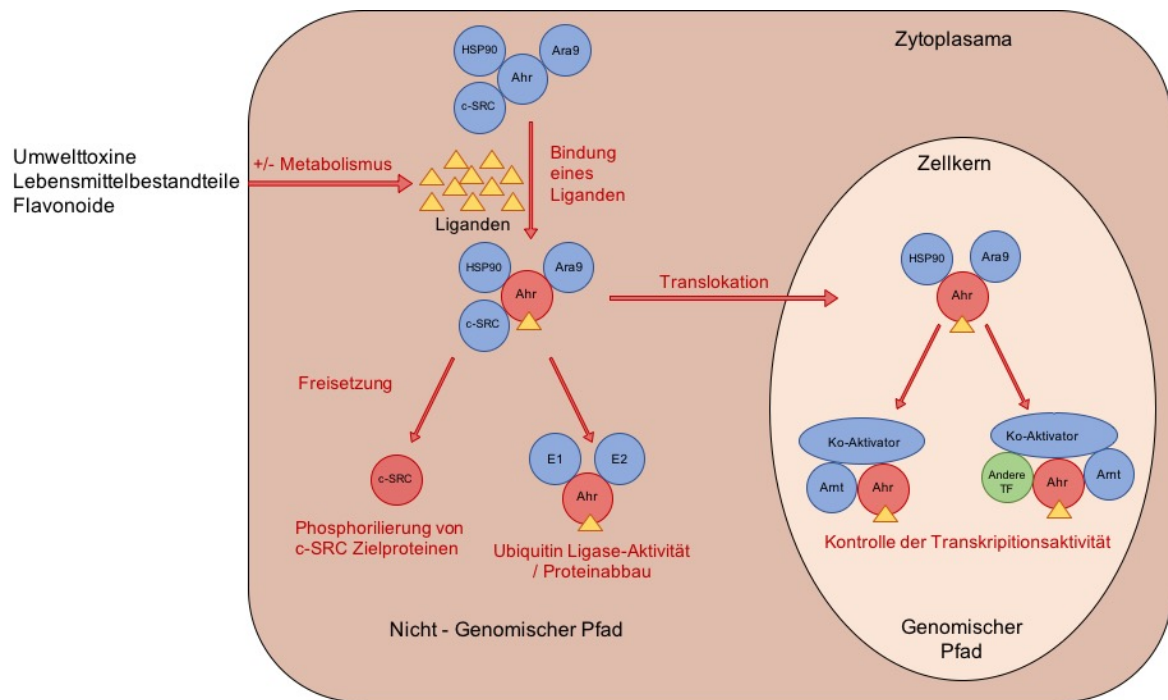 Zytoplasama
HSP90
Ara9
Ahr
c-SRC
Umwelttoxine
Lebensmittelbestandteile
Flavonoide
+/- Metabolismus
Liganden
Bindung
eines
Liganden
HSP90
Ara9
Ahr
c-SRC
Translokation
Freisetzung
c-SRC
Phosphorilierung von
c-SRC Zielproteinen
E1
E2
Ahr
Ubiquitin Ligase-Aktivität
/ Proteinabbau
Nicht - Genomischer Pfad
Zellkern
HSP90
Ara9
Ahr
Ko-Aktivator
Arnt
Ahr
Ko-Aktivator
Andere
TF
Ahr
Arnt
Kontrolle der Transkripitionsaktivität
Genomischer
Pfad